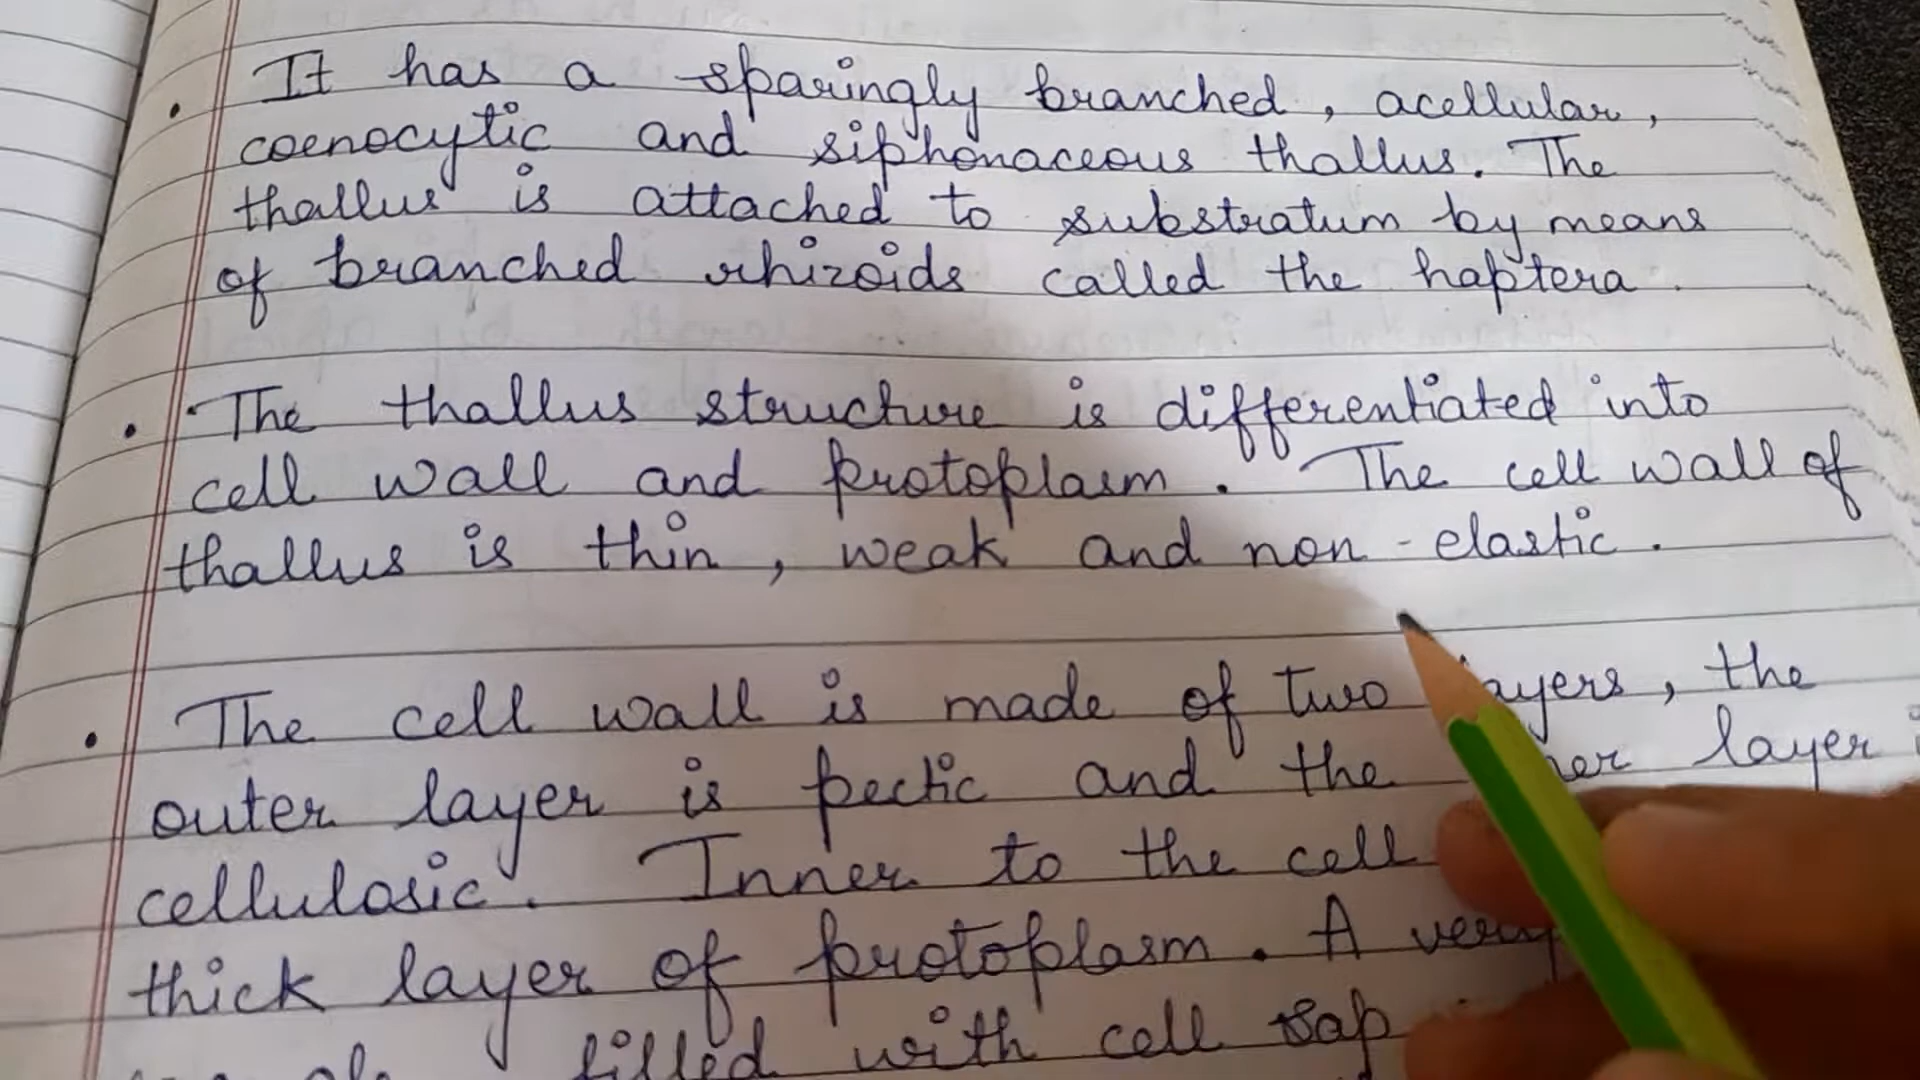 • It has a sparingly branched, acellular,
coenocytic and siphonaceous thallus. The
thallus is attached to substratum by means
of branched rhizoids called the haptera.
• The thallus structure is differentiated into
cell wall and protoplasm. The cell wall of
thallus is thin, weak and non-elastic.
• The cell wall is made of two layers, the
outer layer is pectic and the layer
cellulosic. Inner to the cell
thick layer of protoplasm. A very
filled with cell sap